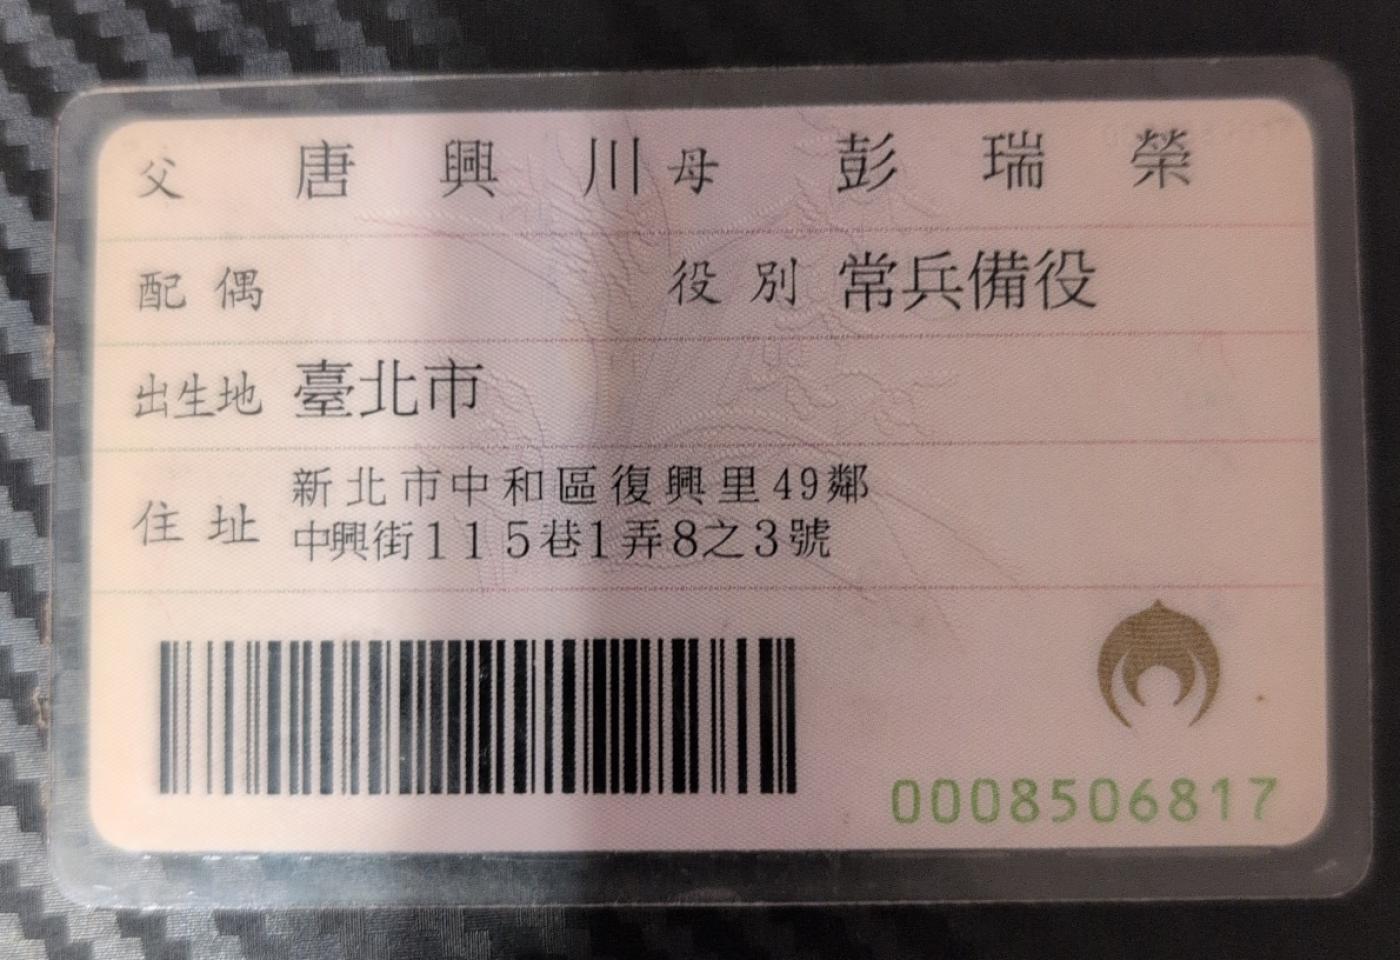 父 唐興川 母 彭瑞榮
配偶 役別 常兵備役
出生地 臺北市
住址 新北市中和區復興里49鄰
中興街115巷1弄8之3號
0008506817